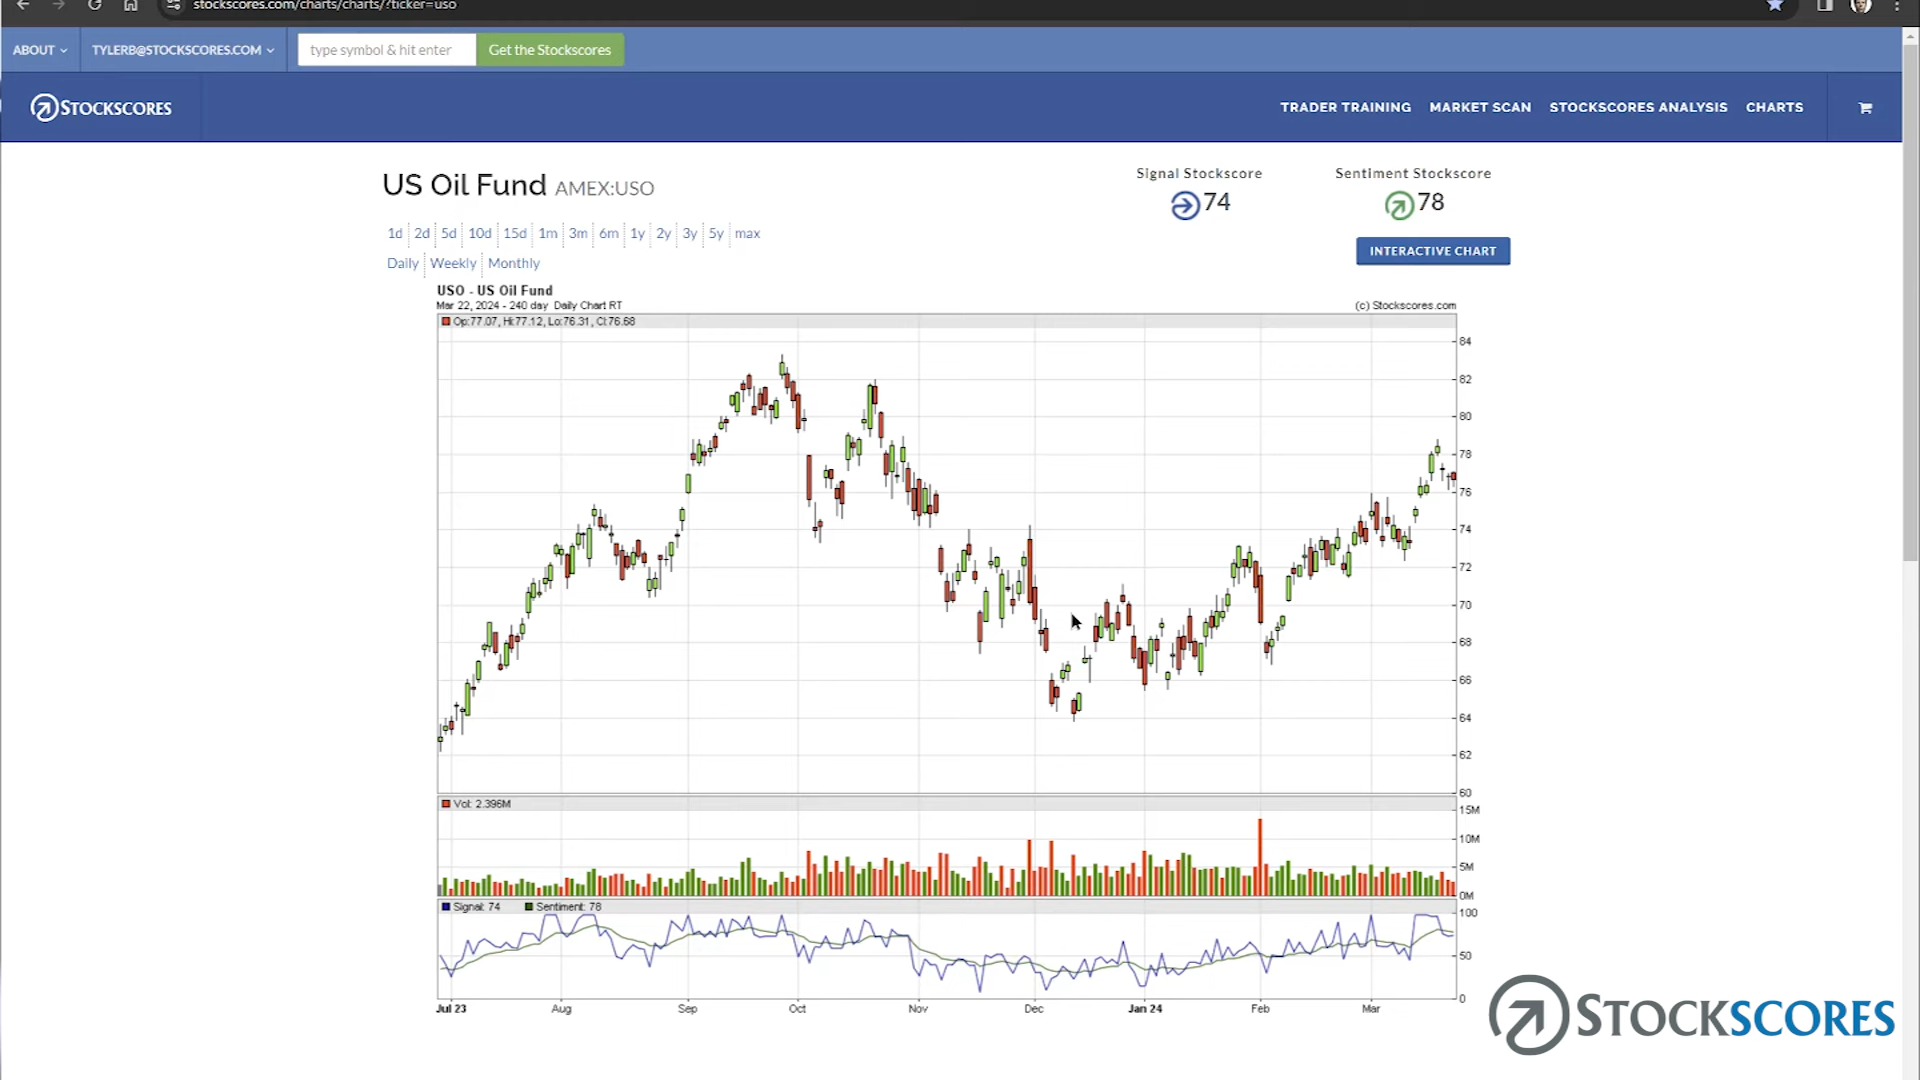 stockscores.com/charts/charts/?ticker=uso
ABOUT
TYLERB@STOCKSCORES.COM
type symbol & hit enter
Get the Stockscores
STOCKSCORES
TRADER TRAINING
MARKET SCAN
STOCKSCORES ANALYSIS
CHARTS
US Oil Fund AMEX:USO
Signal Stockscore
74
Sentiment Stockscore
78
1d 2d 5d 10d 15d 1m 3m 6m 1y 2y 3y 5y max
INTERACTIVE CHART
Daily Weekly Monthly
USO - US Oil Fund
Mar 22, 2024 - 240 day Daily Chart RT
(c) Stockscores.com
Op:77.07, Hi:77.12, Lo:76.31, Cl:76.68
84
82
80
78
76
74
72
70
68
66
64
62
60
Vol: 2.396M
15M
10M
5M
0M
Signal: 74 Sentiment: 78
100
50
0
Jul 23 Aug Sep Oct Nov Dec Jan 24 Feb Mar
STOCKSCORES